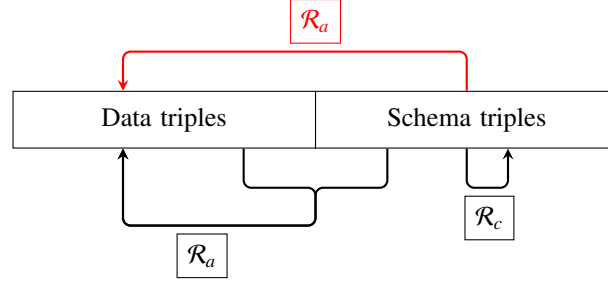 ℛₐ
Data triples Schema triples
ℛ𝒸
ℛₐ